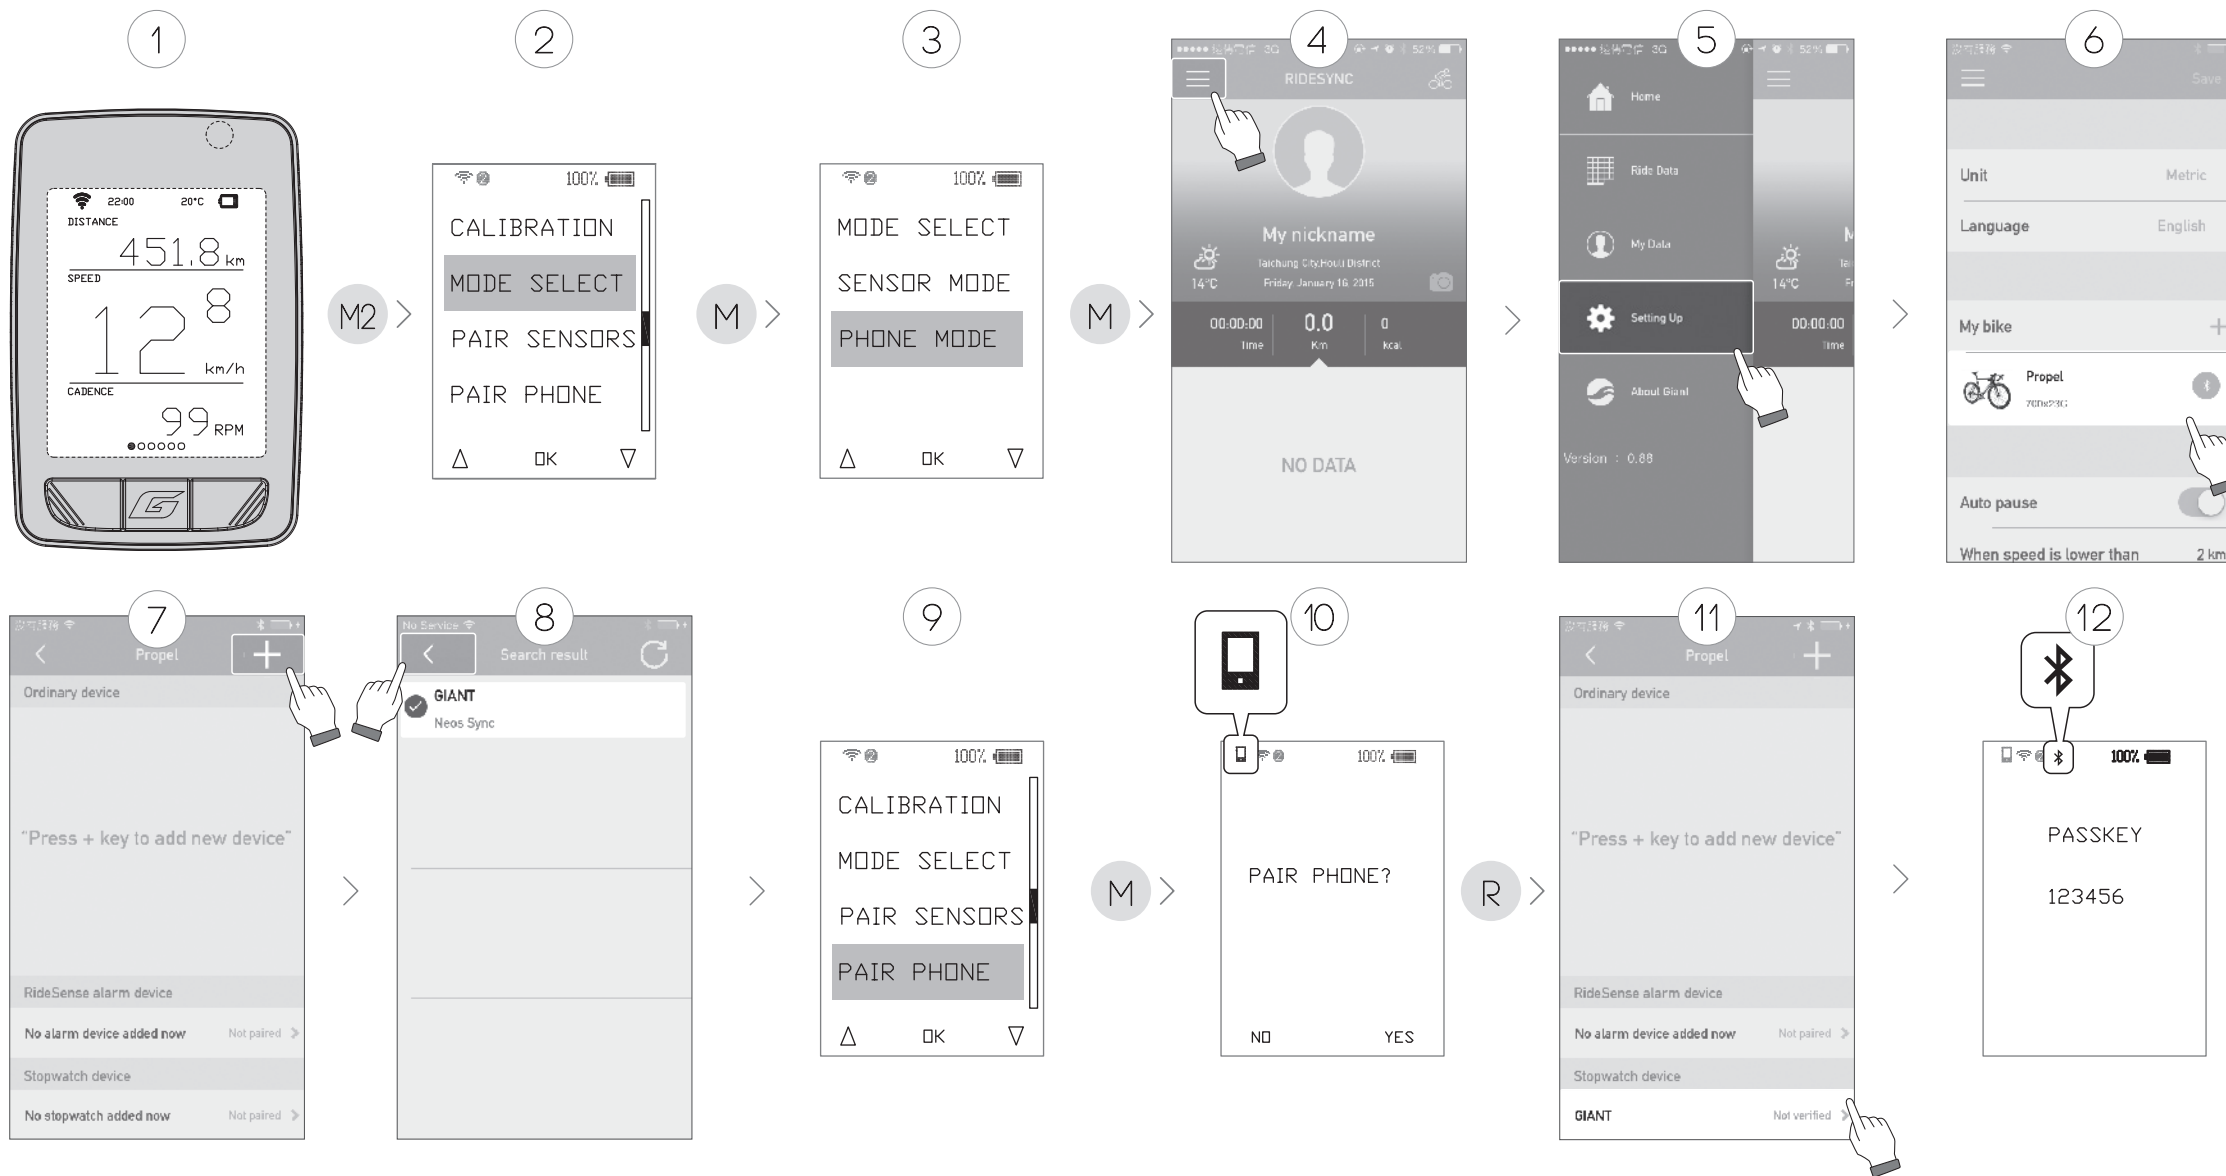 1
2
3
4
5
6
22:00 20°C
DISTANCE
451.8 km
SPEED
12 8
km/h
CADENCE
99 RPM
M2
100%
CALIBRATION
MODE SELECT
PAIR SENSORS
PAIR PHONE
OK
M
100%
MODE SELECT
SENSOR MODE
PHONE MODE
OK
M
3G 52%
RIDESYNC
My nickname
Taichung City,Houli District
14°C Friday January 16, 2015
00:00:00 0.0 0
Time Km kcal
NO DATA
3G 52%
Home
Ride Data
My Data
Setting Up
About Giant
Version : 0.88
14°C
00:00:00
Time
Save
Unit Metric
Language English
My bike +
Propel
Auto pause
When speed is lower than 2 km
7
8
9
10
11
12
Propel
Ordinary device
"Press + key to add new device"
RideSense alarm device
No alarm device added now Not paired
Stopwatch device
No stopwatch added now Not paired
No Service
Search result
GIANT
Neos Sync
100%
CALIBRATION
MODE SELECT
PAIR SENSORS
PAIR PHONE
OK
M
100%
PAIR PHONE?
NO YES
R
Propel
Ordinary device
"Press + key to add new device"
RideSense alarm device
No alarm device added now Not paired
Stopwatch device
GIANT Not verified
100%
PASSKEY
123456